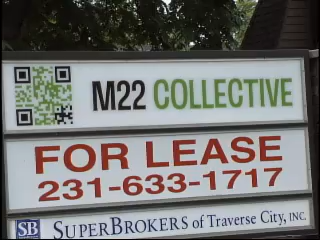 M22 COLLECTIVE
FOR LEASE
231-633-1717
SB SUPERBROKERS of Traverse City, INC.